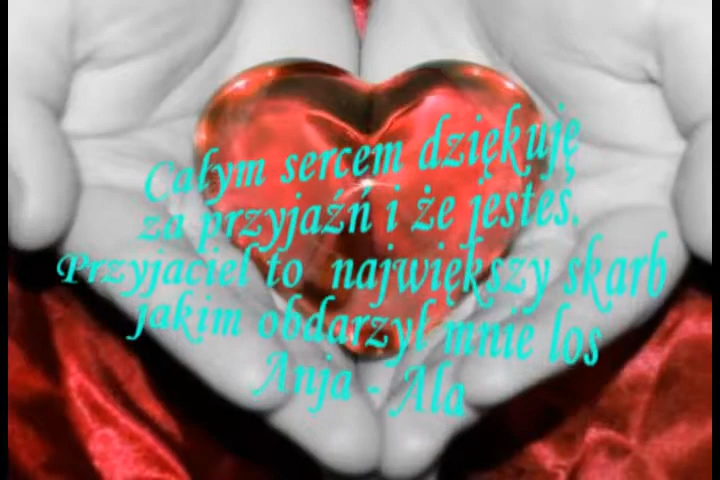 Całym sercem dziękuję
za przyjaźń i że jesteś.
Przyjaciel to największy skarb
jakim obdarzył mnie los
Anja - Ala